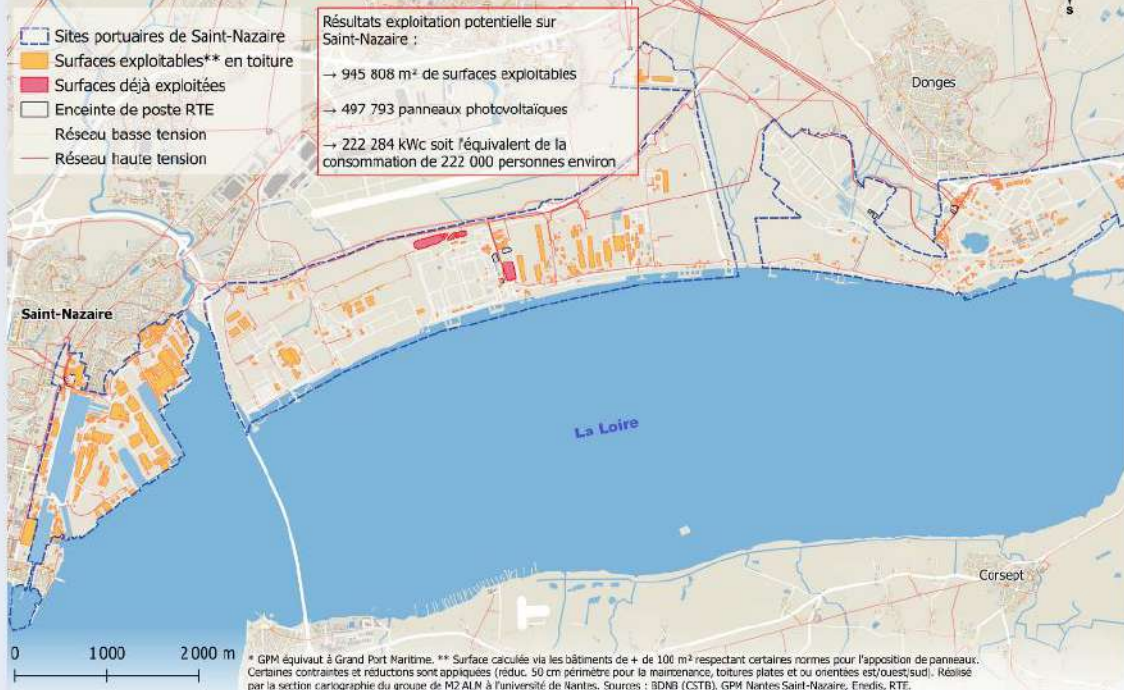 S
Sites portuaires de Saint-Nazaire
Surfaces exploitables** en toiture
Surfaces déjà exploitées
Enceinte de poste RTE
Réseau basse tension
Réseau haute tension
Résultats exploitation potentielle sur
Saint-Nazaire :
→ 945 808 m² de surfaces exploitables
→ 497 793 panneaux photovoltaïques
→ 222 284 kWc soit l'équivalent de la
consommation de 222 000 personnes environ
Donges
Saint-Nazaire
La Loire
Corsept
0 1 000 2 000 m
* GPM équivaut à Grand Port Maritime. ** Surface calculée via les bâtiments de + de 100 m² respectant certaines normes pour l'apposition de panneaux.
Certaines contraintes et réductions sont appliquées (réduc. 50 cm périmètre pour la maintenance, toitures plates et ou orientées est/ouest/sud). Réalisé
par la section cartographie du groupe de M2 ALM à l'université de Nantes. Sources : BDNB (CSTB), GPM Nantes Saint-Nazaire, Enedis, RTE.